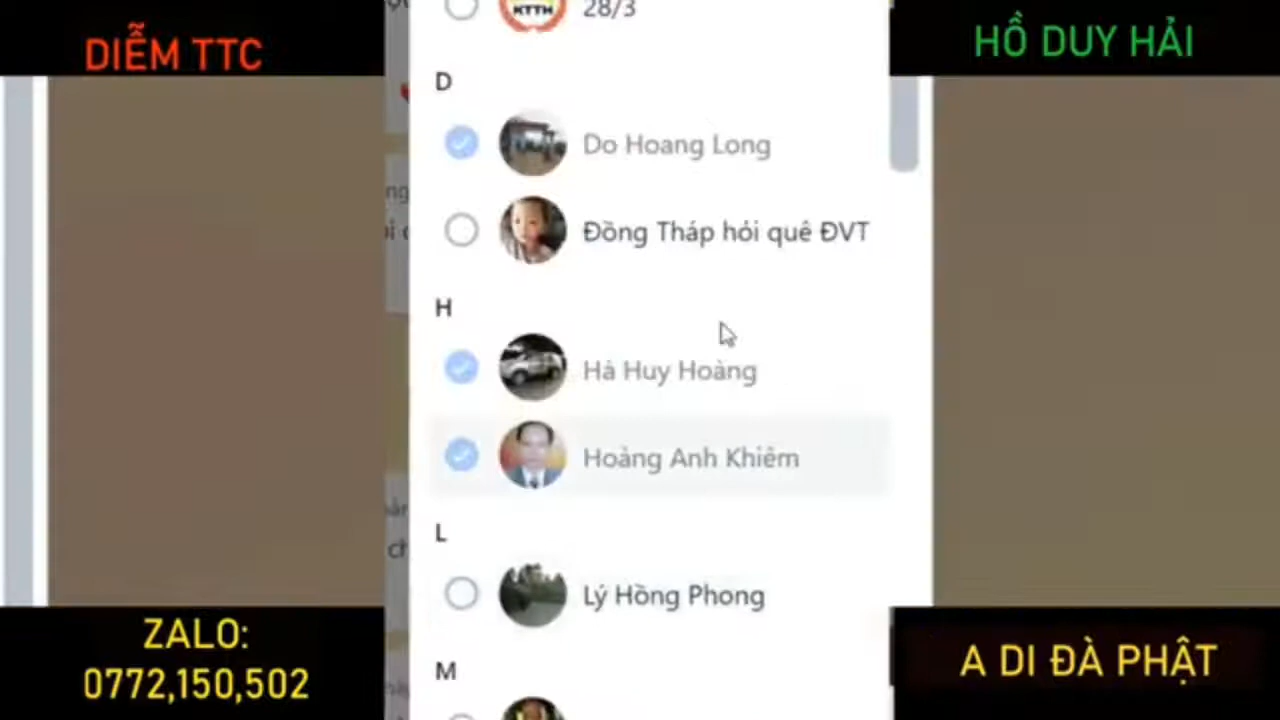 DIỄM TTC
HỒ DUY HẢI
KTTH
28/3
D
Do Hoang Long
Đồng Tháp hỏi quê ĐVT
H
Hà Huy Hoàng
Hoàng Anh Khiêm
L
Lý Hồng Phong
M
ZALO:
0772,150,502
A DI ĐÀ PHẬT